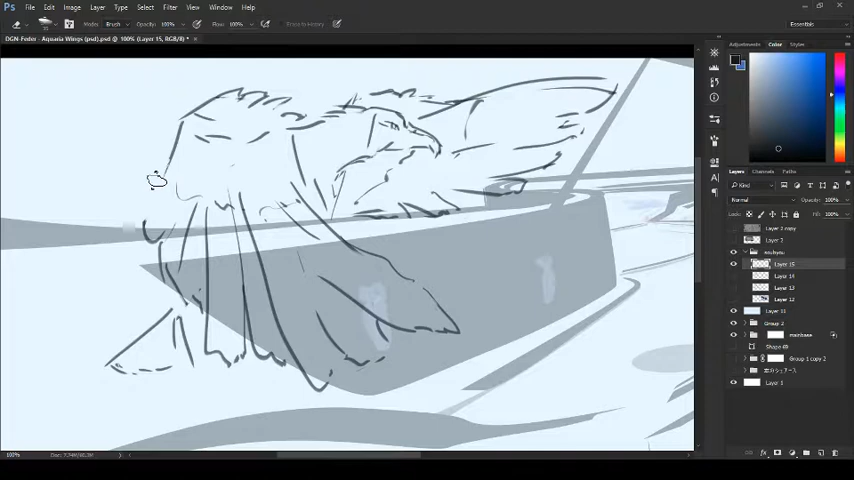 Ps File Edit Image Layer Type Select Filter View Window Help
Mode: Brush Opacity: 100% Flow: 100% Erase to History Essentials
DGN-Feder - Aquaria Wings (psd).psd @ 100% (Layer 15, RGB/8) *
Adjustments Color Styles
Layers Channels Paths
Kind
Normal Opacity: 100%
Lock: Fill: 100%
Layer 2 copy
Layer 2
Layer 15
Layer 14
Layer 13
Layer 12
Layer 11
Group 2
mainbase
Shape 68
Group 1 copy 2
Layer 1
100%